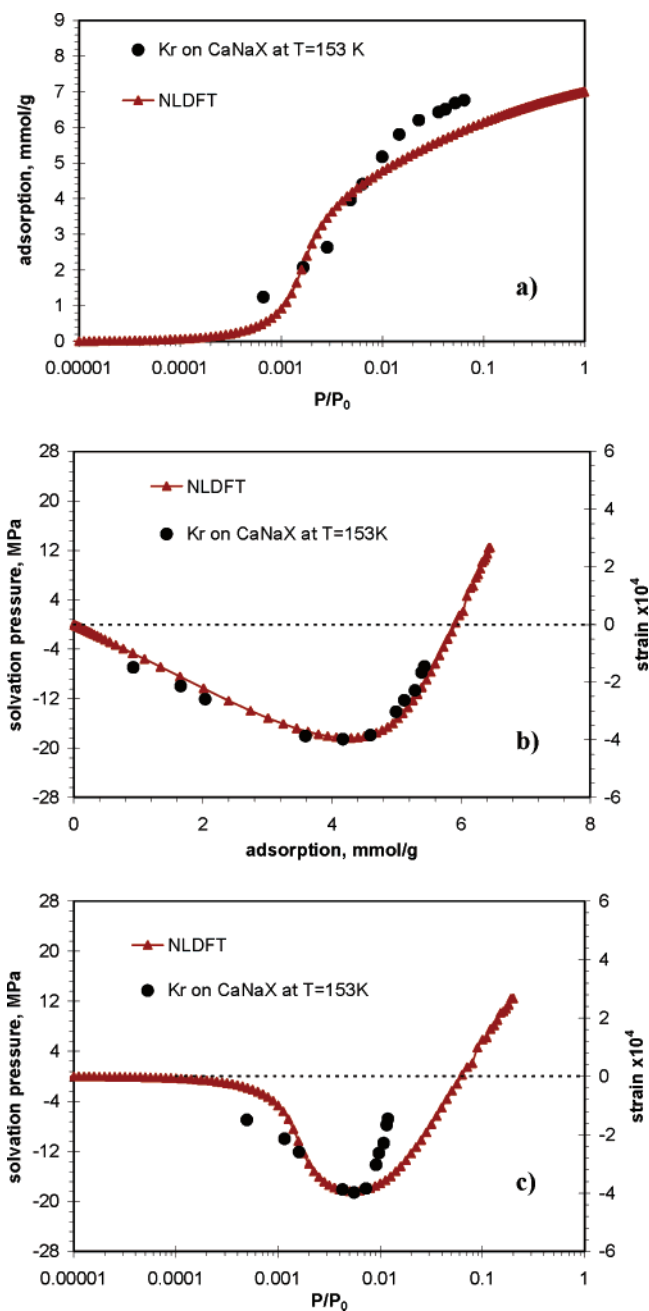 9
8
7
6
5
4
3
2
1
0
adsorption, mmol/g
Kr on CaNaX at T=153 K
NLDFT
a)
0.00001 0.0001 0.001 0.01 0.1 1
P/P0
28
20
12
4
-4
-12
-20
-28
solvation pressure, MPa
NLDFT
Kr on CaNaX at T=153K
b)
6
4
2
0
-2
-4
-6
strain x10^4
0 2 4 6 8
adsorption, mmol/g
28
20
12
4
-4
-12
-20
-28
solvation pressure, MPa
NLDFT
Kr on CaNaX at T=153K
c)
6
4
2
0
-2
-4
-6
strain x10^4
0.00001 0.0001 0.001 0.01 0.1 1
P/P0